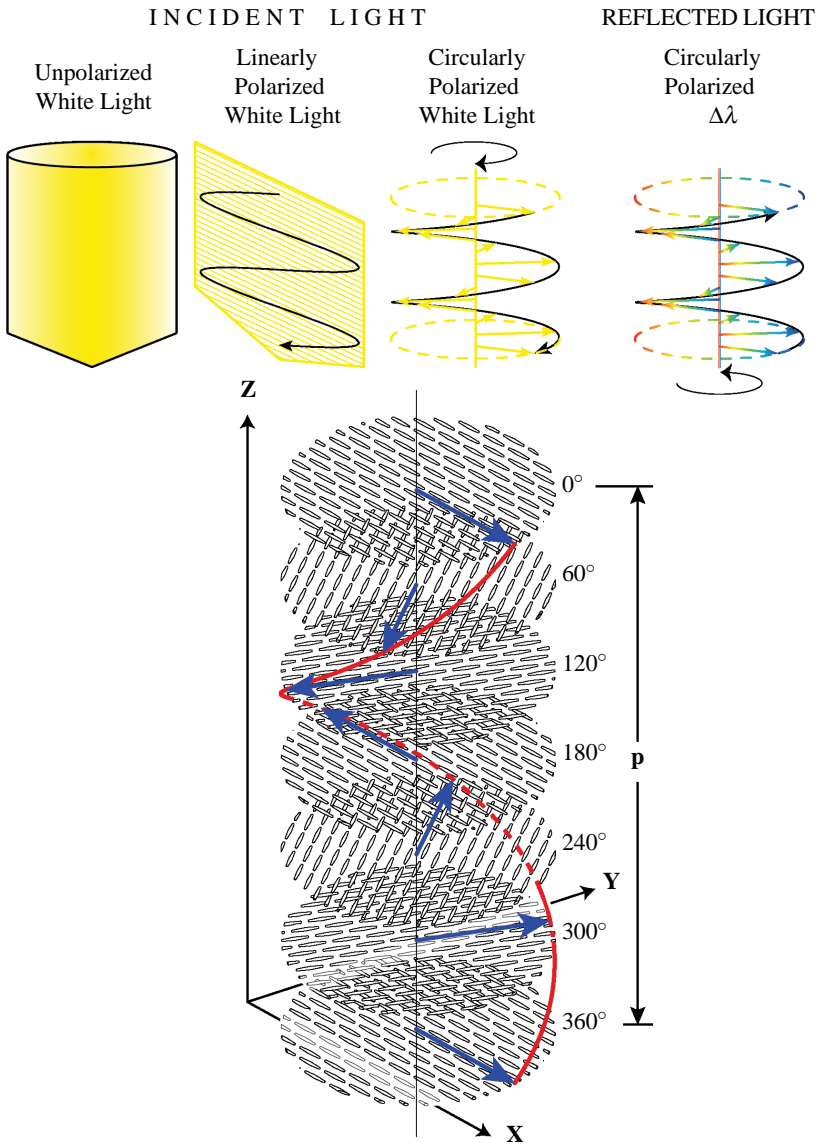 INCIDENT LIGHT
REFLECTED LIGHT
Unpolarized
White Light
Linearly
Polarized
White Light
Circularly
Polarized
White Light
Circularly
Polarized
Δλ
Z
0°
60°
120°
180°
p
240°
Y
300°
360°
X